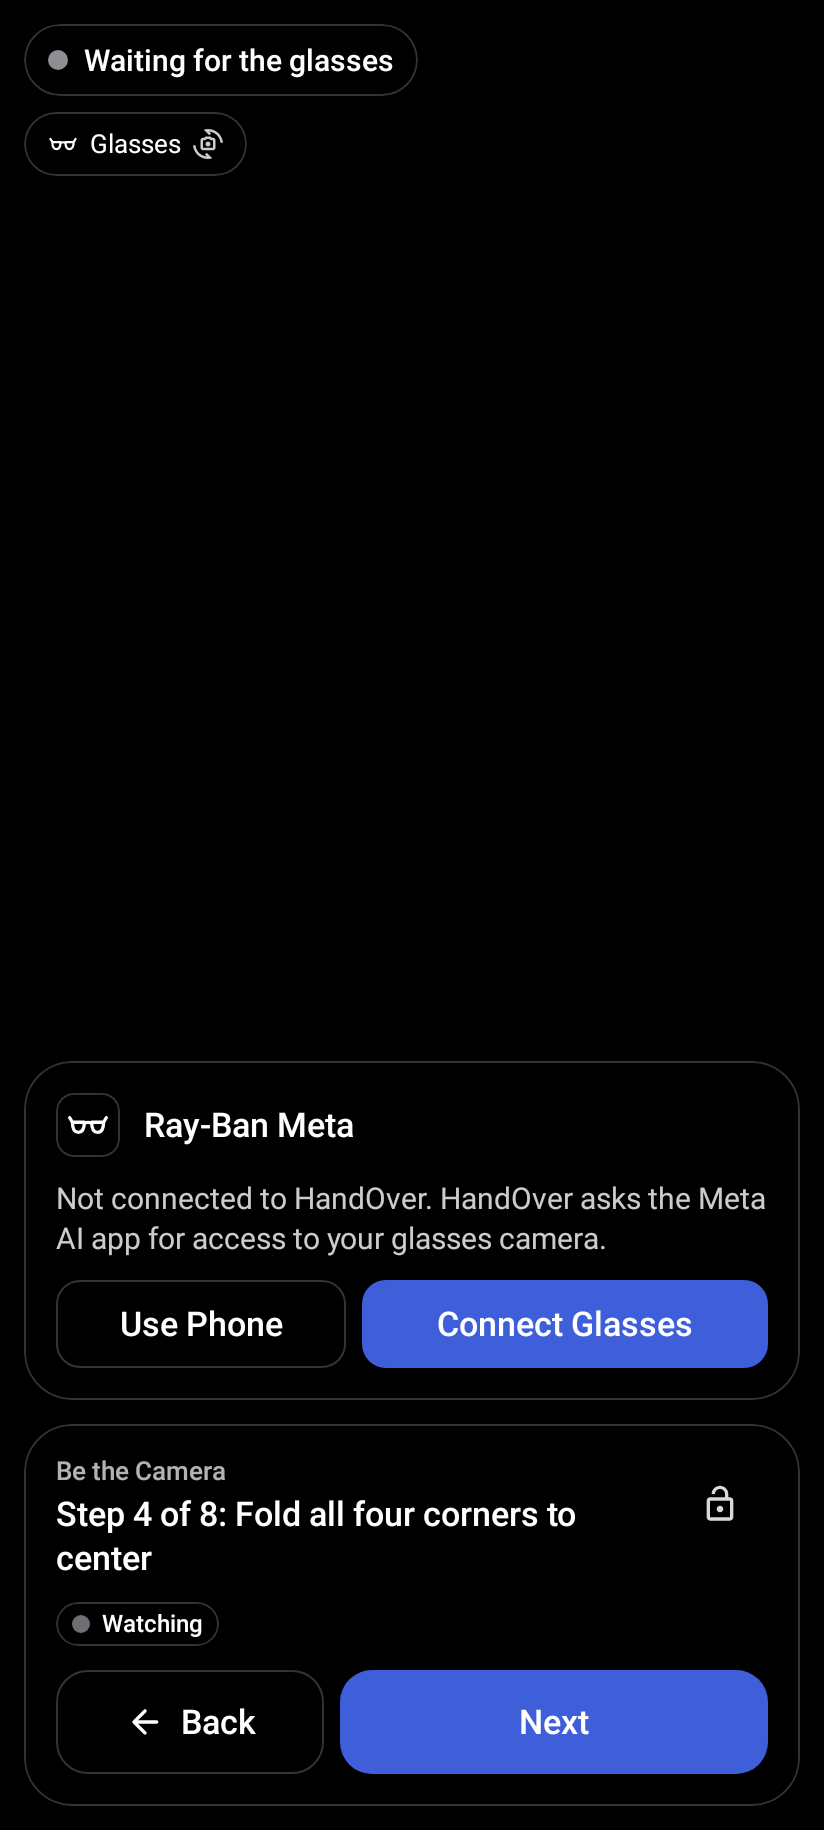 Waiting for the glasses
Glasses
Ray-Ban Meta
Not connected to HandOver. HandOver asks the Meta
AI app for access to your glasses camera.
Use Phone
Connect Glasses
Be the Camera
Step 4 of 8: Fold all four corners to
center
Watching
Back
Next